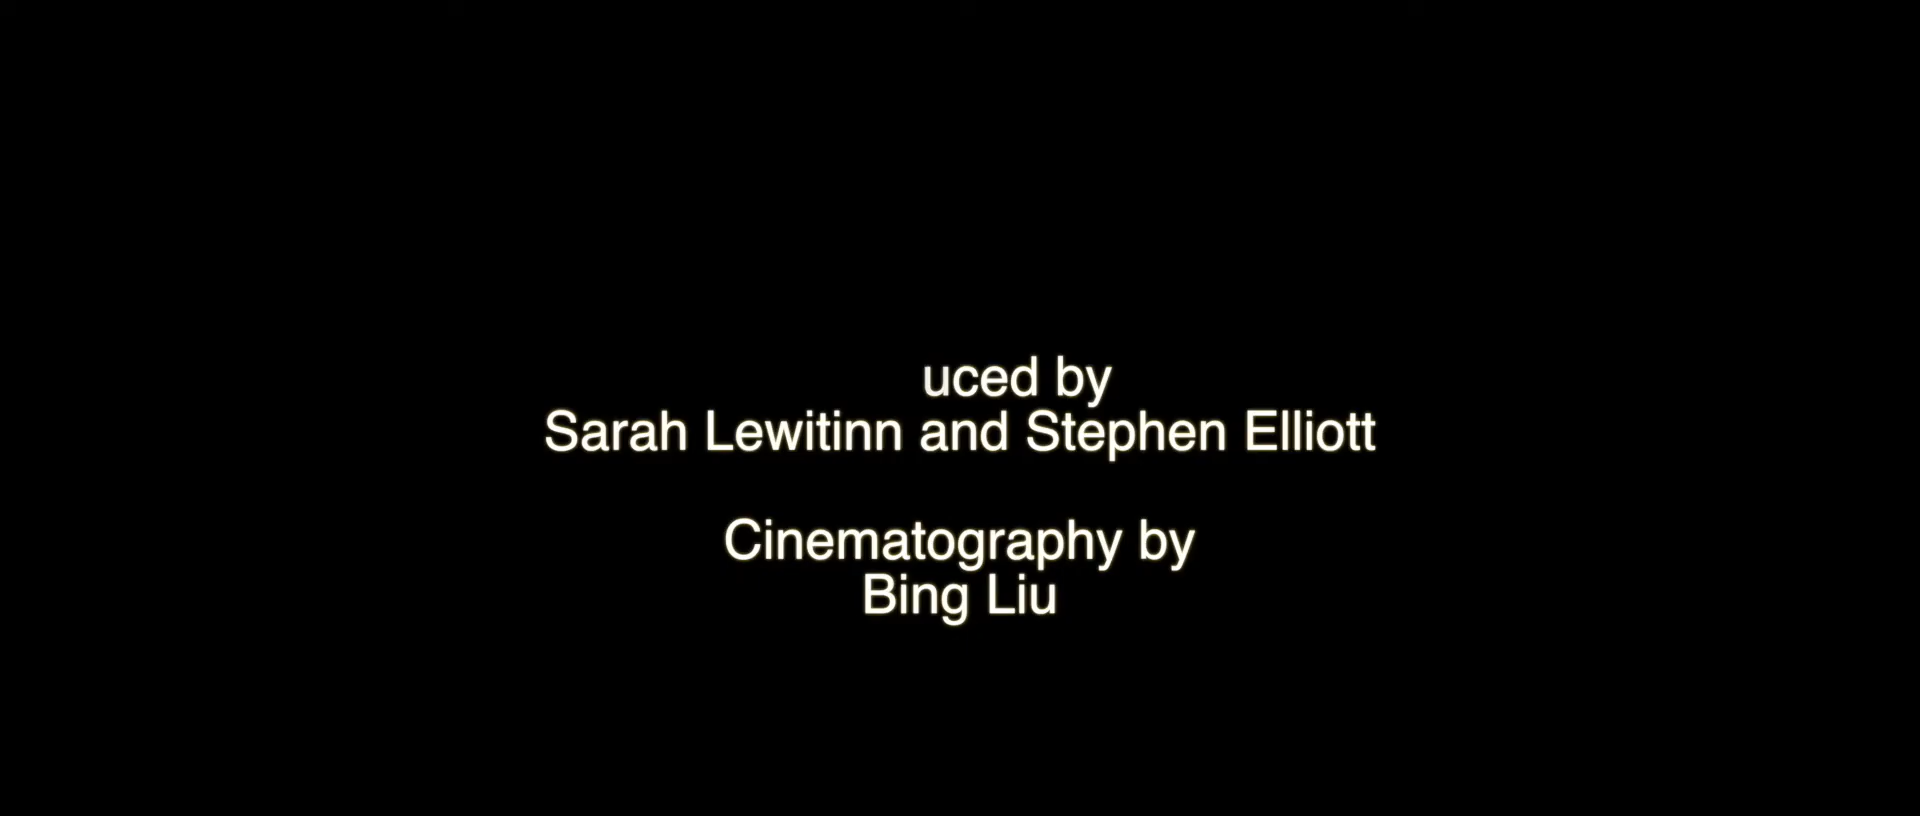 uced by
Sarah Lewitinn and Stephen Elliott
Cinematography by
Bing Liu